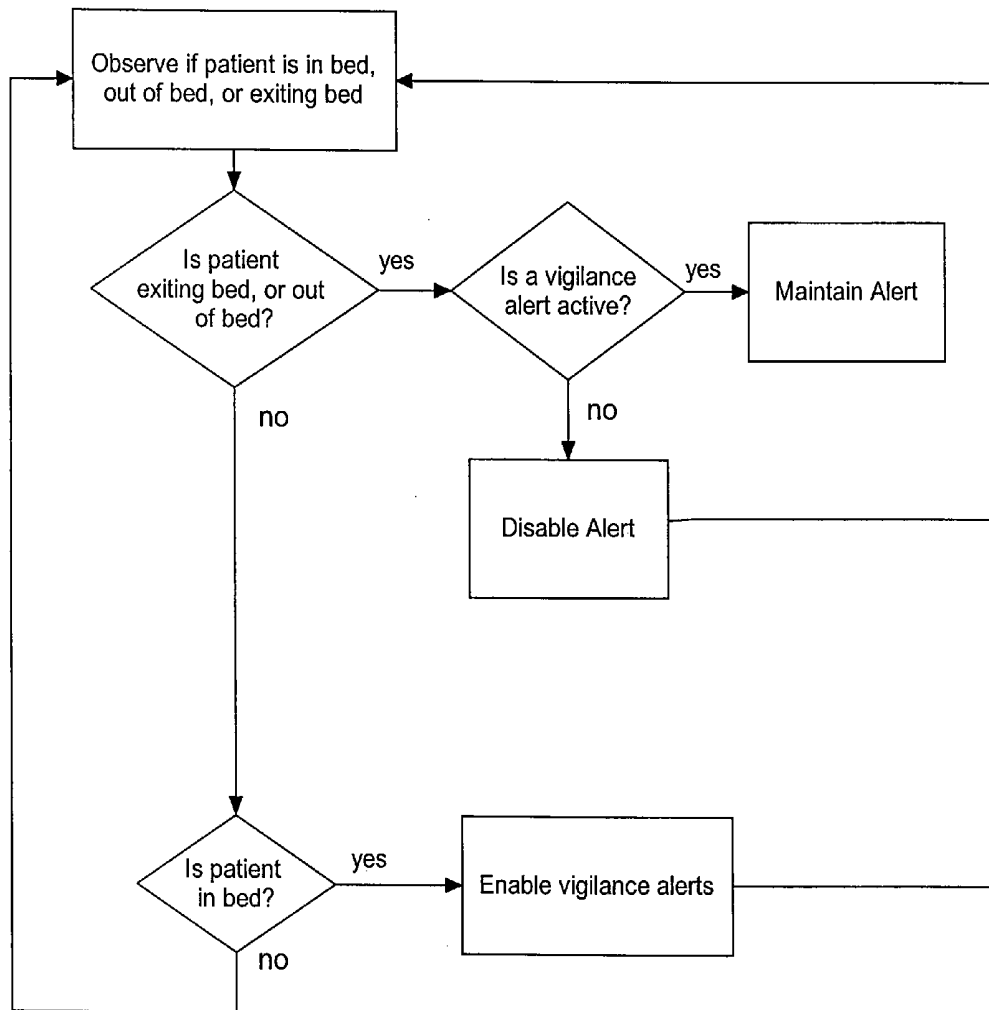 Observe if patient is in bed,
out of bed, or exiting bed
Is patient
exiting bed, or out
of bed?
yes
Is a vigilance
alert active?
yes
Maintain Alert
no
no
Disable Alert
Is patient
in bed?
yes
Enable vigilance alerts
no